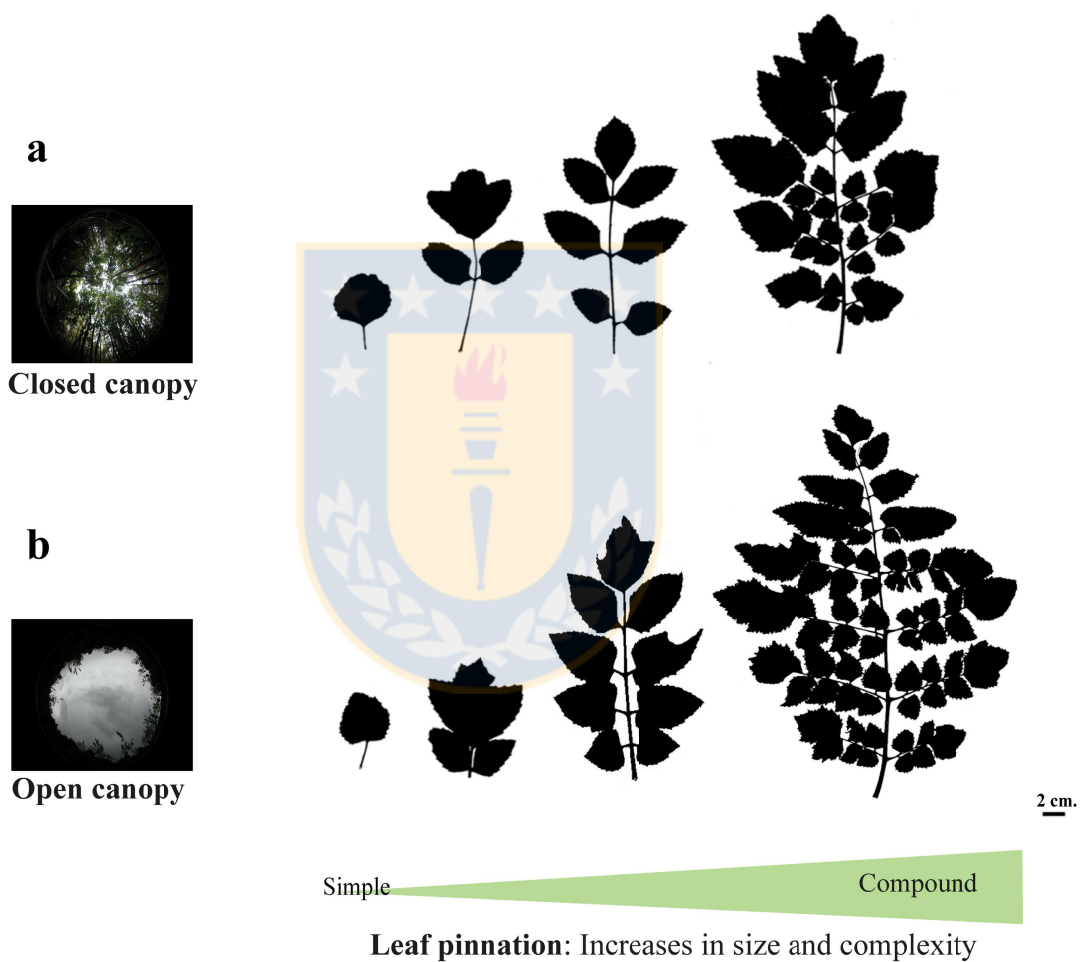 a
Closed canopy
b
Open canopy
2 cm.
Simple
Compound
Leaf pinnation: Increases in size and complexity